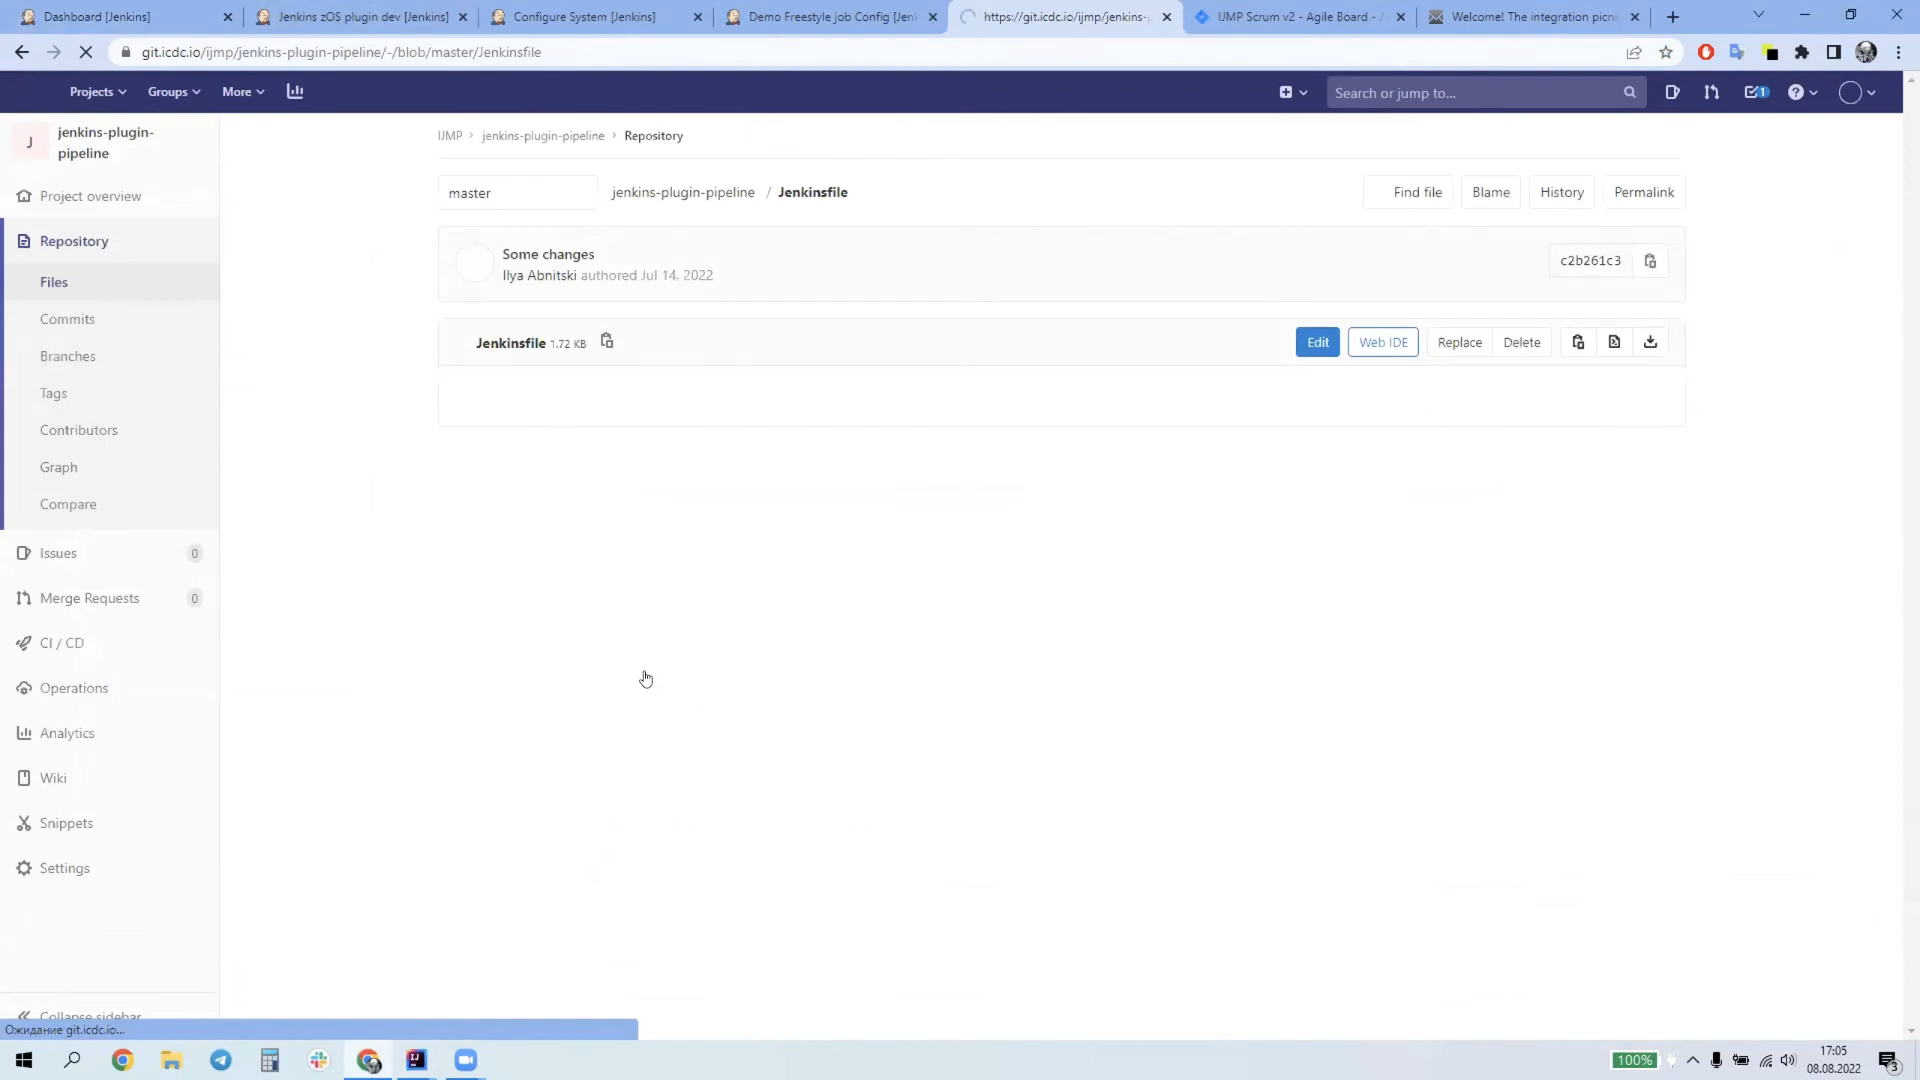 Dashboard [Jenkins]
Jenkins zOS plugin dev [Jenkins]
Configure System [Jenkins]
Demo Freestyle job Config [Jen
https://git.icdc.io/ijmp/jenkins-p
IJMP Scrum v2 - Agile Board - J
Welcome! The integration picni
git.icdc.io/ijmp/jenkins-plugin-pipeline/-/blob/master/Jenkinsfile
Projects
Groups
More
Search or jump to...
1
J
jenkins-plugin-
pipeline
Project overview
Repository
Files
Commits
Branches
Tags
Contributors
Graph
Compare
Issues 0
Merge Requests 0
CI / CD
Operations
Analytics
Wiki
Snippets
Settings
Collapse sidebar
IJMP > jenkins-plugin-pipeline > Repository
master
jenkins-plugin-pipeline / Jenkinsfile
Find file
Blame
History
Permalink
Some changes
Ilya Abnitski authored Jul 14, 2022
c2b261c3
Jenkinsfile 1.72 KB
Edit
Web IDE
Replace
Delete
Ожидание git.icdc.io...
IJ
100%
17:05
08.08.2022
3